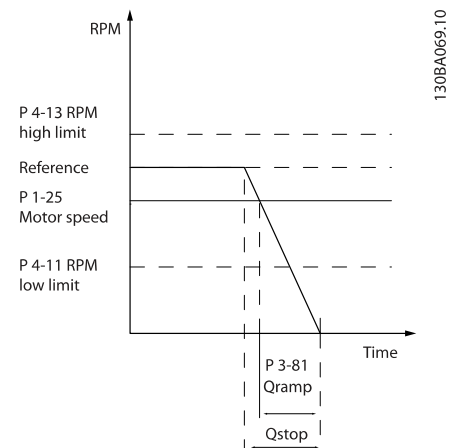 RPM
130BA069.10
P 4-13 RPM
high limit
Reference
P 1-25
Motor speed
P 4-11 RPM
low limit
Time
P 3-81
Qramp
Qstop